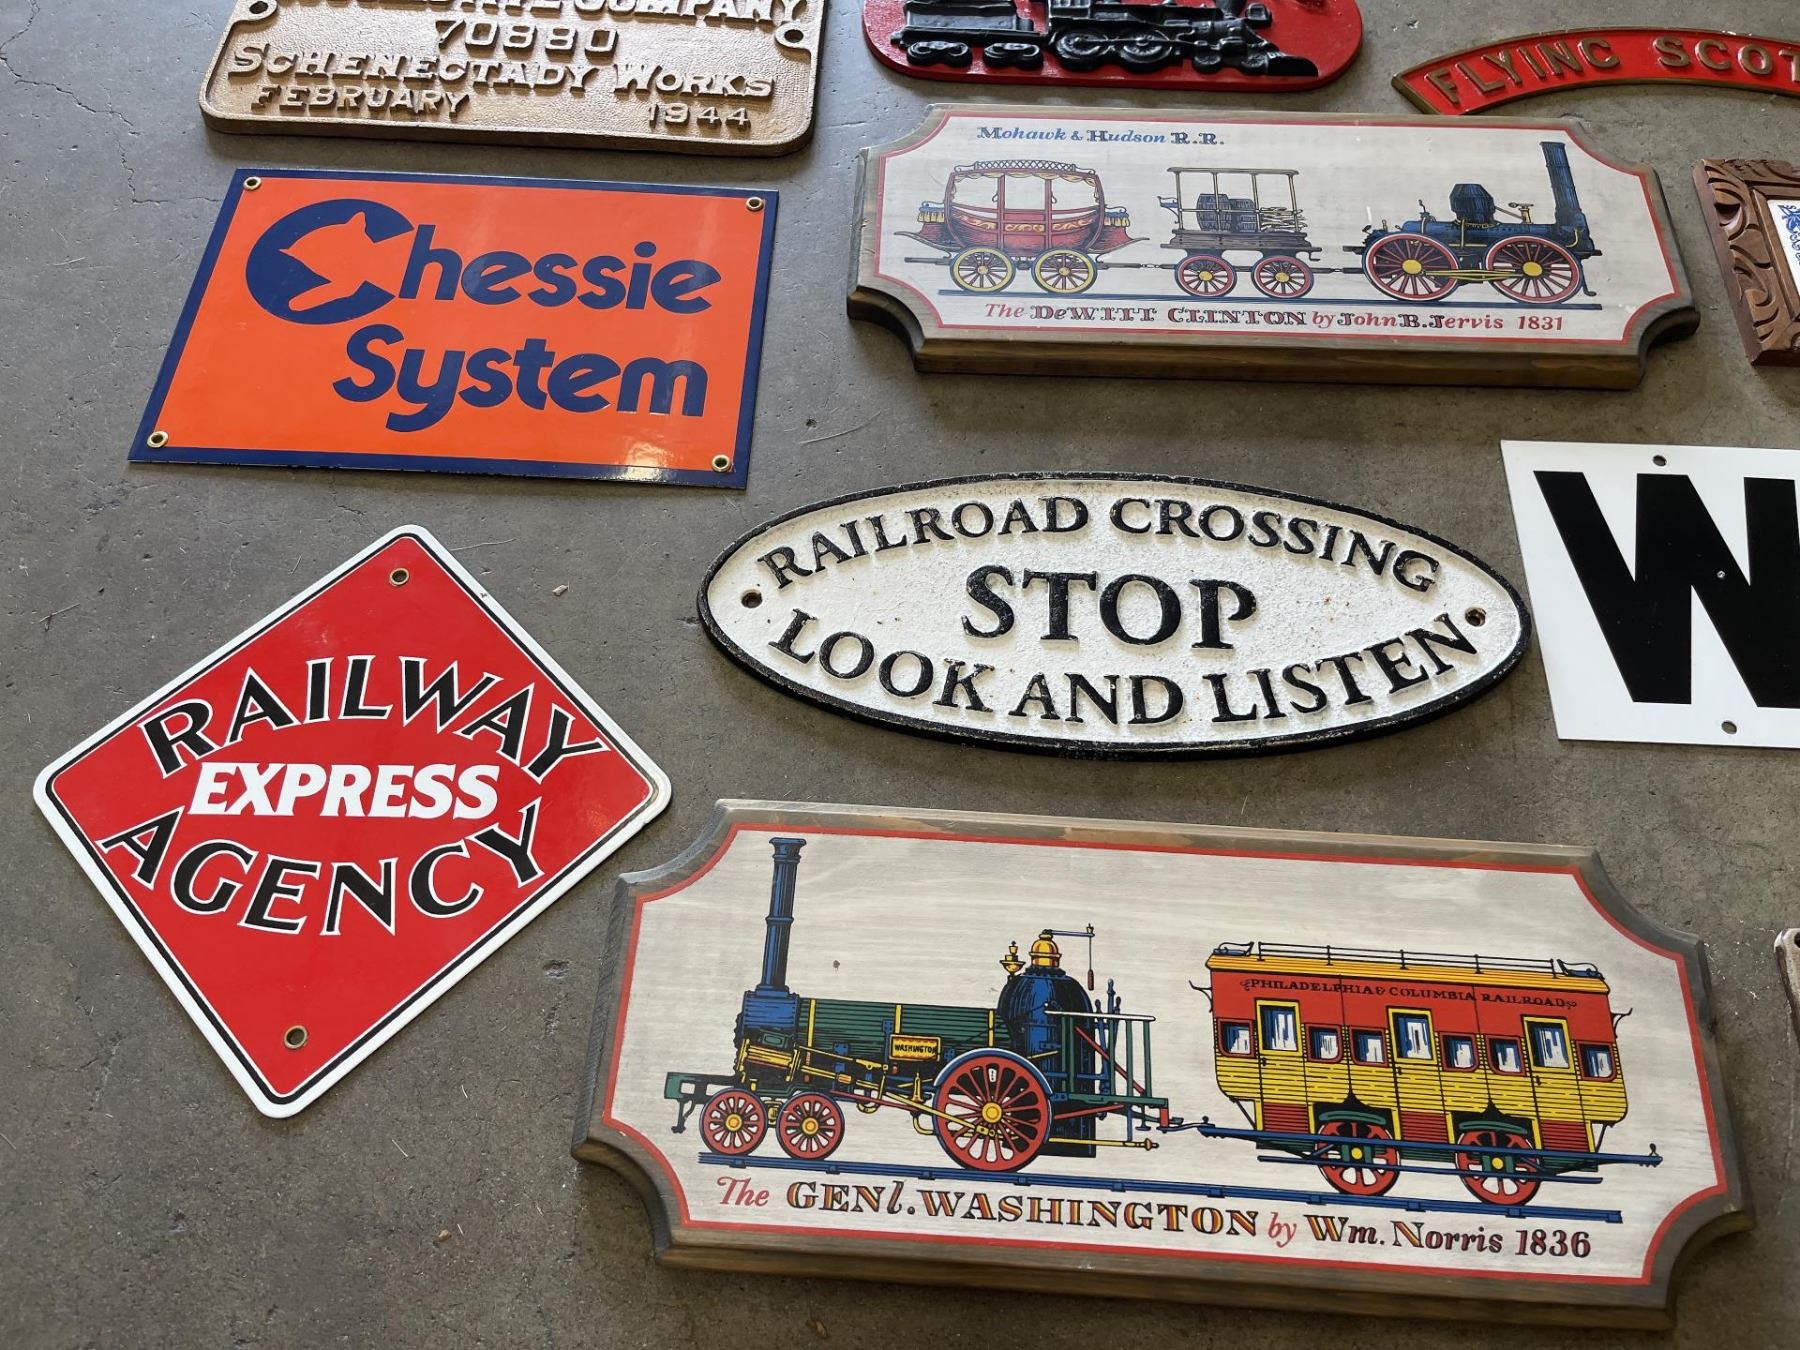 COMPANY
70880
SCHENECTADY WORKS
FEBRUARY 1944
FLYING SCOT
Mohawk & Hudson R.R.
The DeWITT CLINTON by John B. Jervis 1831
Chessie
System
RAILROAD CROSSING
STOP
LOOK AND LISTEN
W
RAILWAY
EXPRESS
AGENCY
PHILADELPHIA & COLUMBIA RAILROAD
WASHINGTON
The GENl. WASHINGTON by Wm. Norris 1836